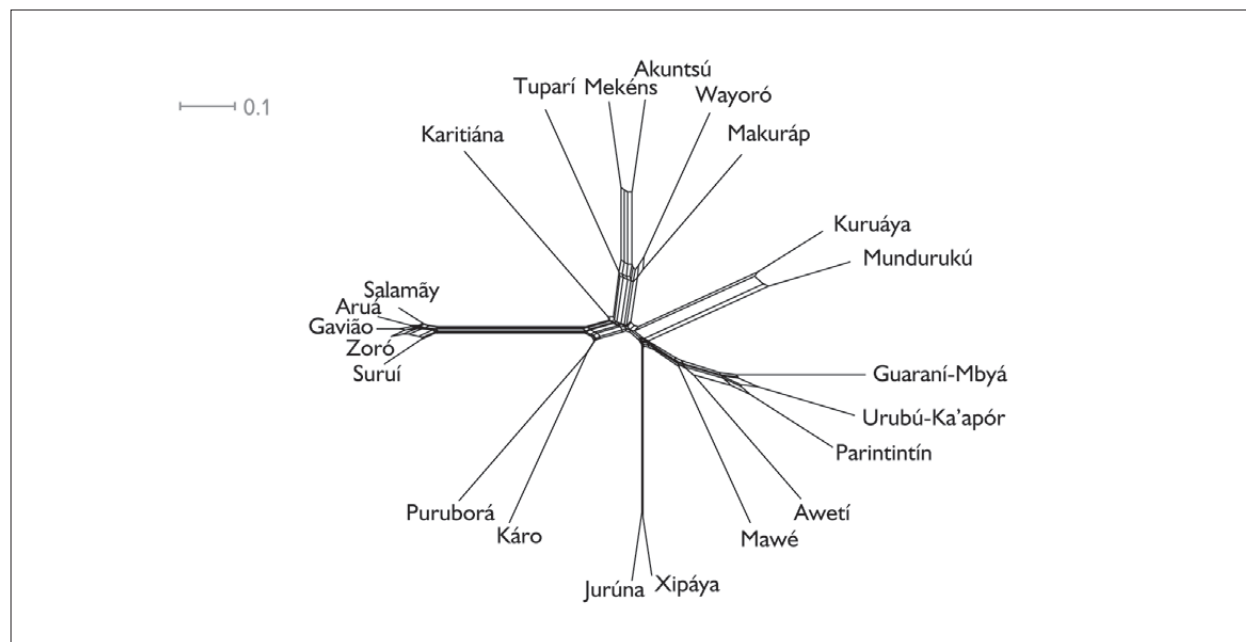 Akuntsú
Tuparí
Mekéns
Wayoró
0.1
Karitiána
Makuráp
Kuruáya
Mundurukú
Salamãy
Aruá
Gavião
Zoró
Suruí
Guaraní-Mbyá
Urubú-Ka'apór
Parintintín
Puruborá
Káro
Awetí
Mawé
Jurúna
Xipáya